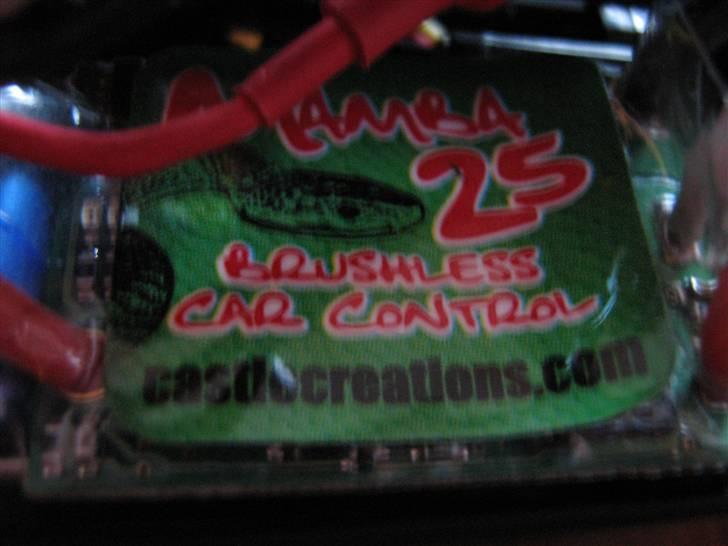 MAMBA
25
BRUSHLESS
CAR CONTROL
castlecreations.com